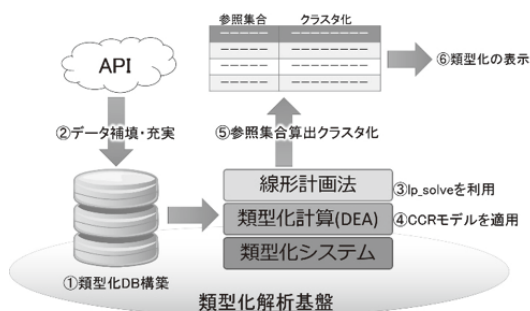 参照集合 クラスタ化
⑥類型化の表示
API
②データ補填・充実
⑤参照集合算出クラスタ化
線形計画法
③lp_solveを利用
類型化計算(DEA)
④CCRモデルを適用
類型化システム
①類型化DB構築
類型化解析基盤